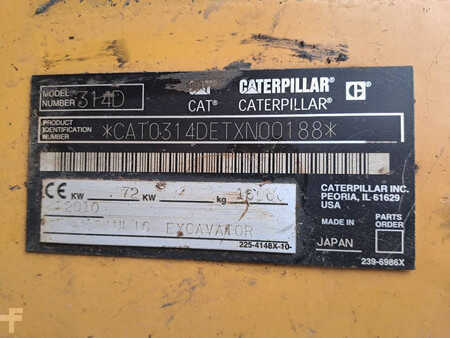 MODEL NUMBER 314D
CAT CATERPILLAR C
CAT® CATERPILLAR®
PRODUCT IDENTIFICATION NUMBER *CAT0314DETXN00188*
CE KW 72 KW kg
2010
EXCAVATOR
225-4148X-10
CATERPILLAR INC.
PEORIA, IL 61629
USA
MADE IN
JAPAN
PARTS ORDER
239-6986X